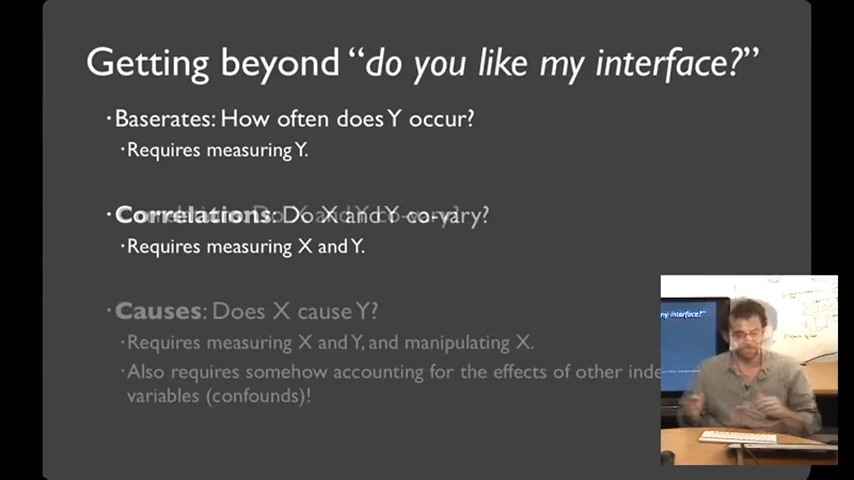 Getting beyond “do you like my interface?”
·Baserates: How often does Y occur?
·Requires measuring Y.
·Correlations: Do X and Y co-vary?
·Requires measuring X and Y.
·Causes: Does X cause Y?
·Requires measuring X and Y, and manipulating X.
·Also requires somehow accounting for the effects of other inde
variables (confounds)!
my interface?”